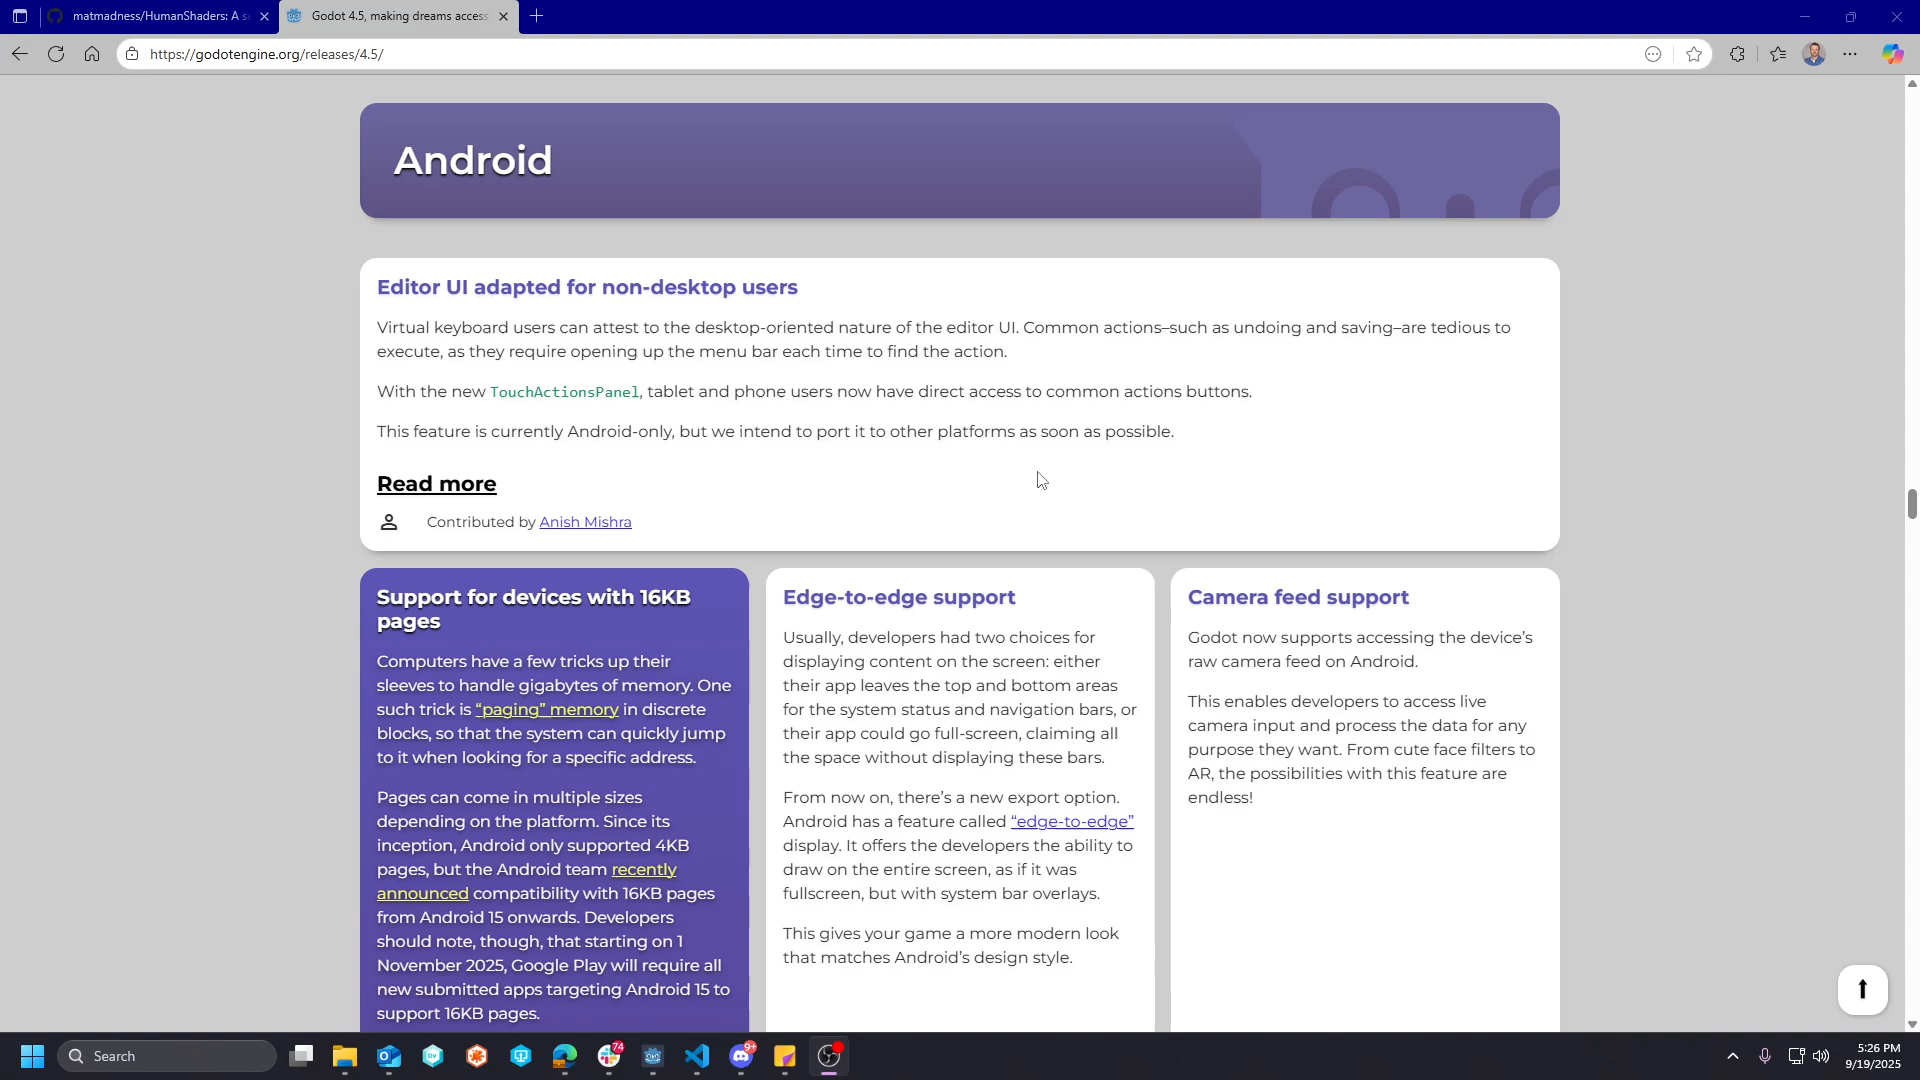 matmadness/HumanShaders: A s
Godot 4.5, making dreams access
https://godotengine.org/releases/4.5/
Android
Editor UI adapted for non-desktop users
Virtual keyboard users can attest to the desktop-oriented nature of the editor UI. Common actions–such as undoing and saving–are tedious to
execute, as they require opening up the menu bar each time to find the action.
With the new TouchActionsPanel, tablet and phone users now have direct access to common actions buttons.
This feature is currently Android-only, but we intend to port it to other platforms as soon as possible.
Read more
Contributed by Anish Mishra
Support for devices with 16KB
pages
Computers have a few tricks up their
sleeves to handle gigabytes of memory. One
such trick is “paging” memory in discrete
blocks, so that the system can quickly jump
to it when looking for a specific address.
Pages can come in multiple sizes
depending on the platform. Since its
inception, Android only supported 4KB
pages, but the Android team recently
announced compatibility with 16KB pages
from Android 15 onwards. Developers
should note, though, that starting on 1
November 2025, Google Play will require all
new submitted apps targeting Android 15 to
support 16KB pages.
Edge-to-edge support
Usually, developers had two choices for
displaying content on the screen: either
their app leaves the top and bottom areas
for the system status and navigation bars, or
their app could go full-screen, claiming all
the space without displaying these bars.
From now on, there’s a new export option.
Android has a feature called “edge-to-edge”
display. It offers the developers the ability to
draw on the entire screen, as if it was
fullscreen, but with system bar overlays.
This gives your game a more modern look
that matches Android’s design style.
Camera feed support
Godot now supports accessing the device’s
raw camera feed on Android.
This enables developers to access live
camera input and process the data for any
purpose they want. From cute face filters to
AR, the possibilities with this feature are
endless!
Search
74
9+
5:26 PM
9/19/2025